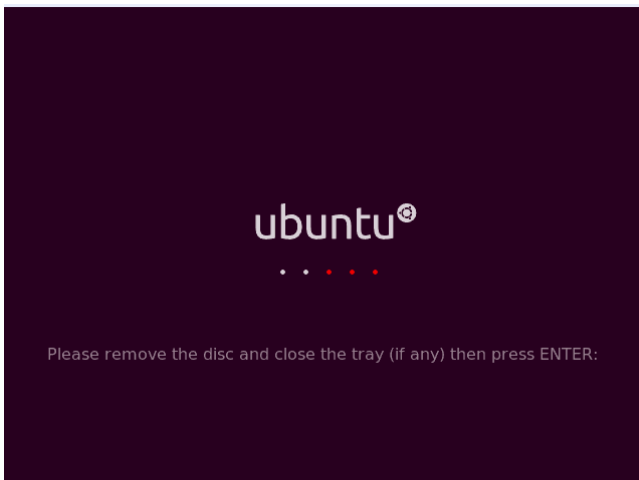 ubuntu
Please remove the disc and close the tray (if any) then press ENTER: